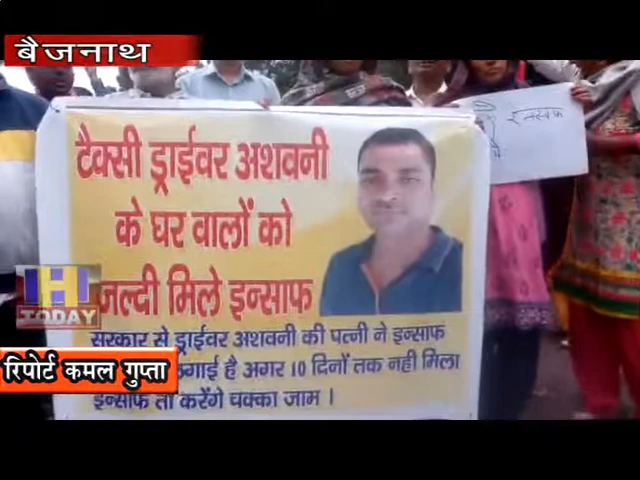 बैजनाथ
टैक्सी ड्राईवर अशवनी
के घर वालों को
जल्दी मिले इन्साफ
सरकार से ड्राईवर अशवनी की पत्नी ने इन्साफ
है अगर 10 दिनों तक नही मिला
इन्साफ तो करेंगे चक्का जाम ।
IHI
TODAY
रिपोर्ट कमल गुप्ता